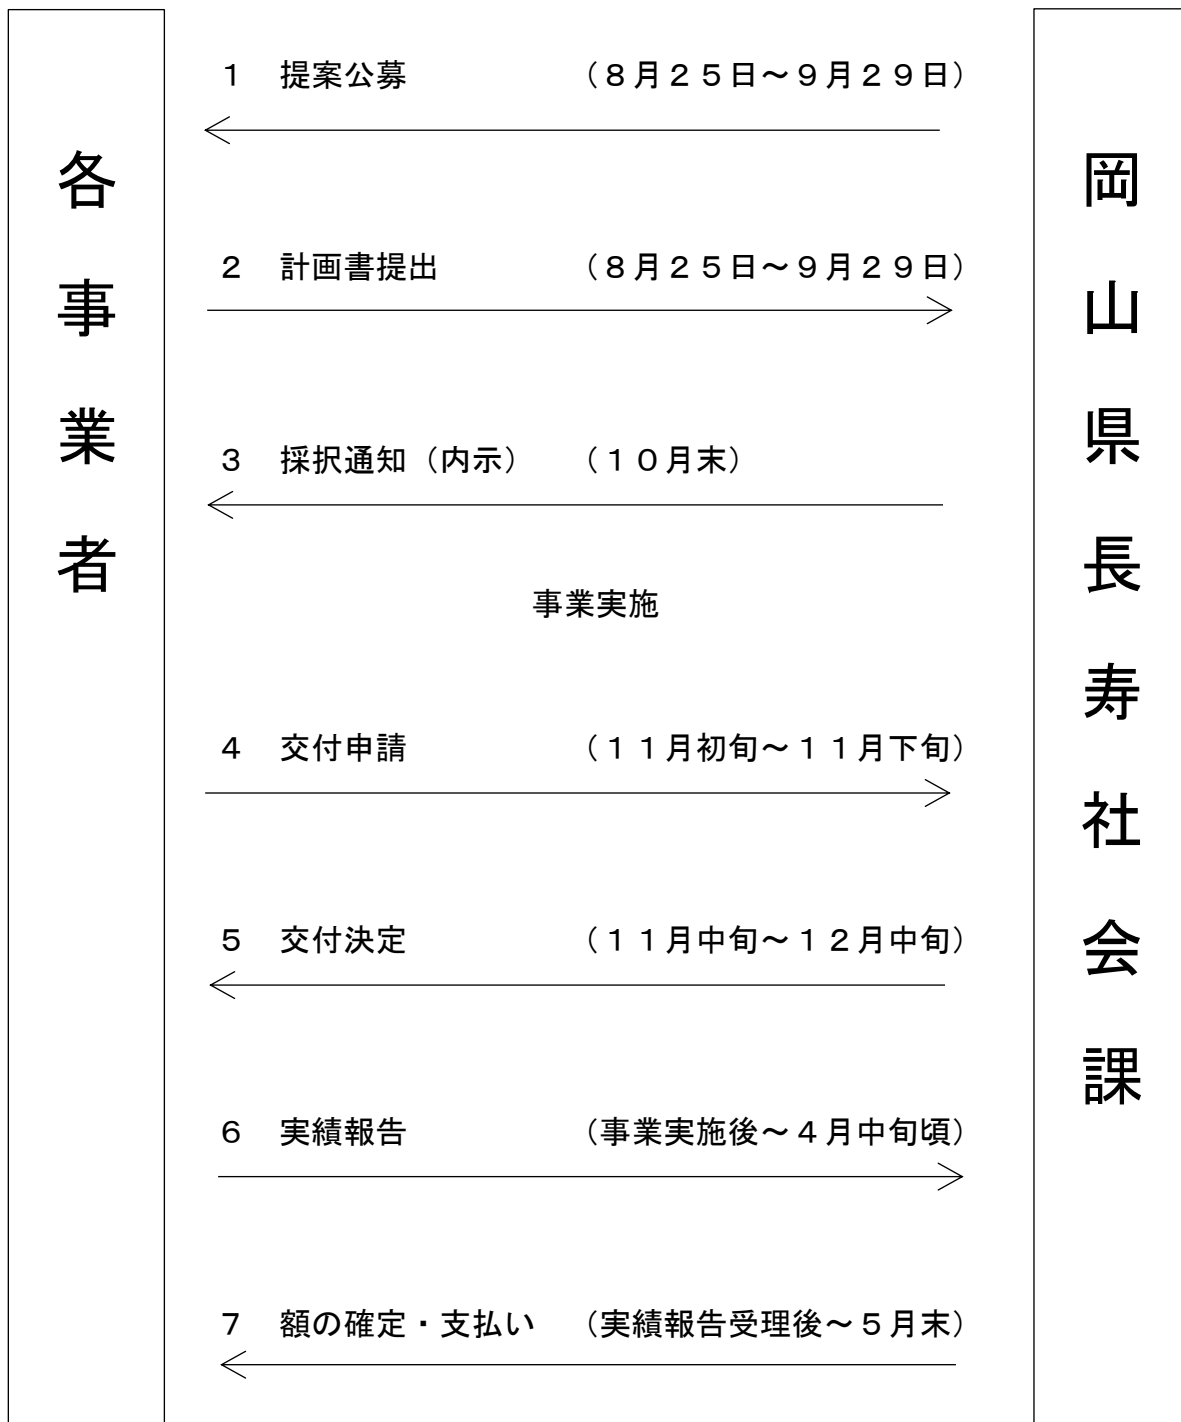 各事業者
１　提案公募　（８月２５日～９月２９日）
２　計画書提出　（８月２５日～９月２９日）
３　採択通知（内示）　（１０月末）
事業実施
４　交付申請　（１１月初旬～１１月下旬）
５　交付決定　（１１月中旬～１２月中旬）
６　実績報告　（事業実施後～４月中旬頃）
７　額の確定・支払い　（実績報告受理後～５月末）
岡山県長寿社会課